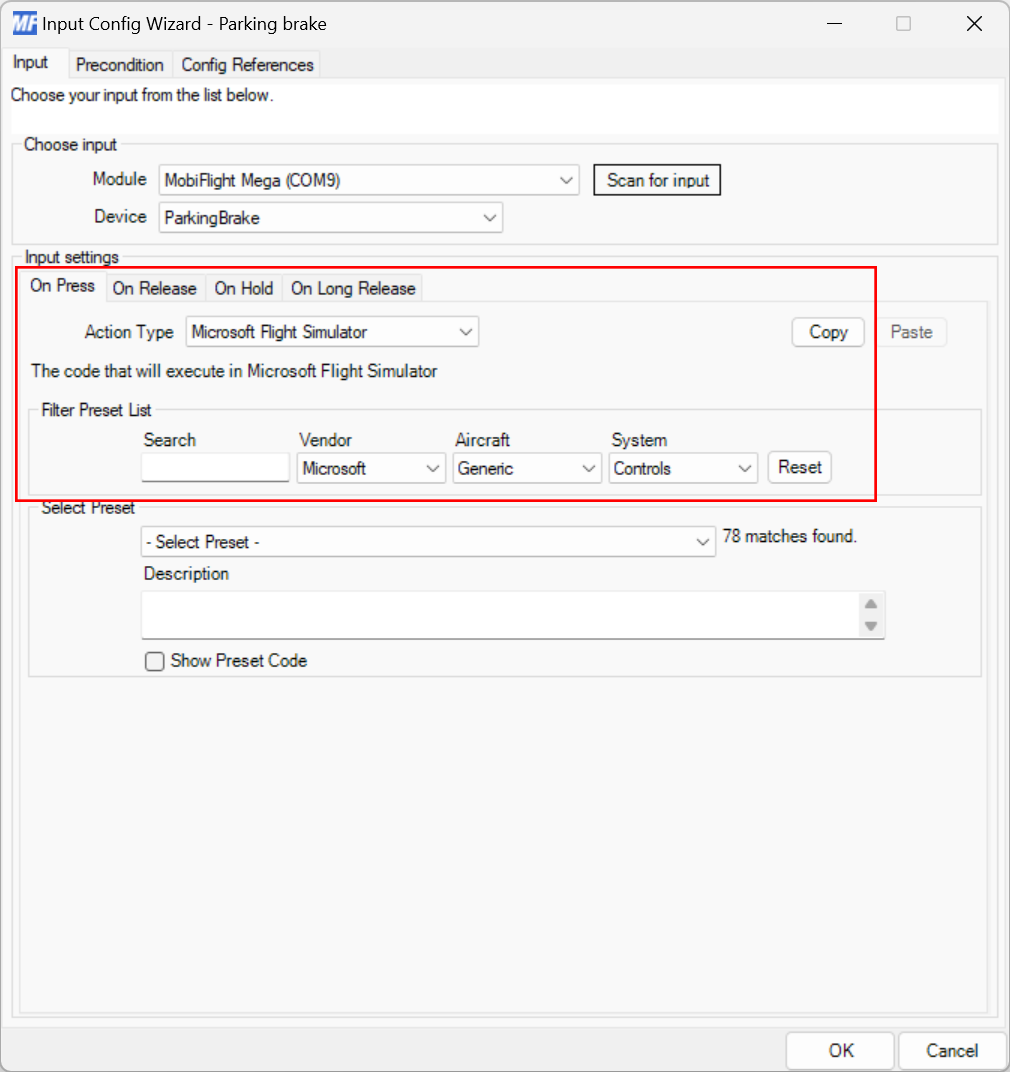 MF Input Config Wizard - Parking brake
Input Precondition Config References
Choose your input from the list below.
Choose input
Module MobiFlight Mega (COM9) Scan for input
Device ParkingBrake
Input settings
On Press On Release On Hold On Long Release
Action Type Microsoft Flight Simulator Copy Paste
The code that will execute in Microsoft Flight Simulator
Filter Preset List
Search Vendor Aircraft System
Microsoft Generic Controls Reset
Select Preset
- Select Preset - 78 matches found.
Description
Show Preset Code
OK Cancel